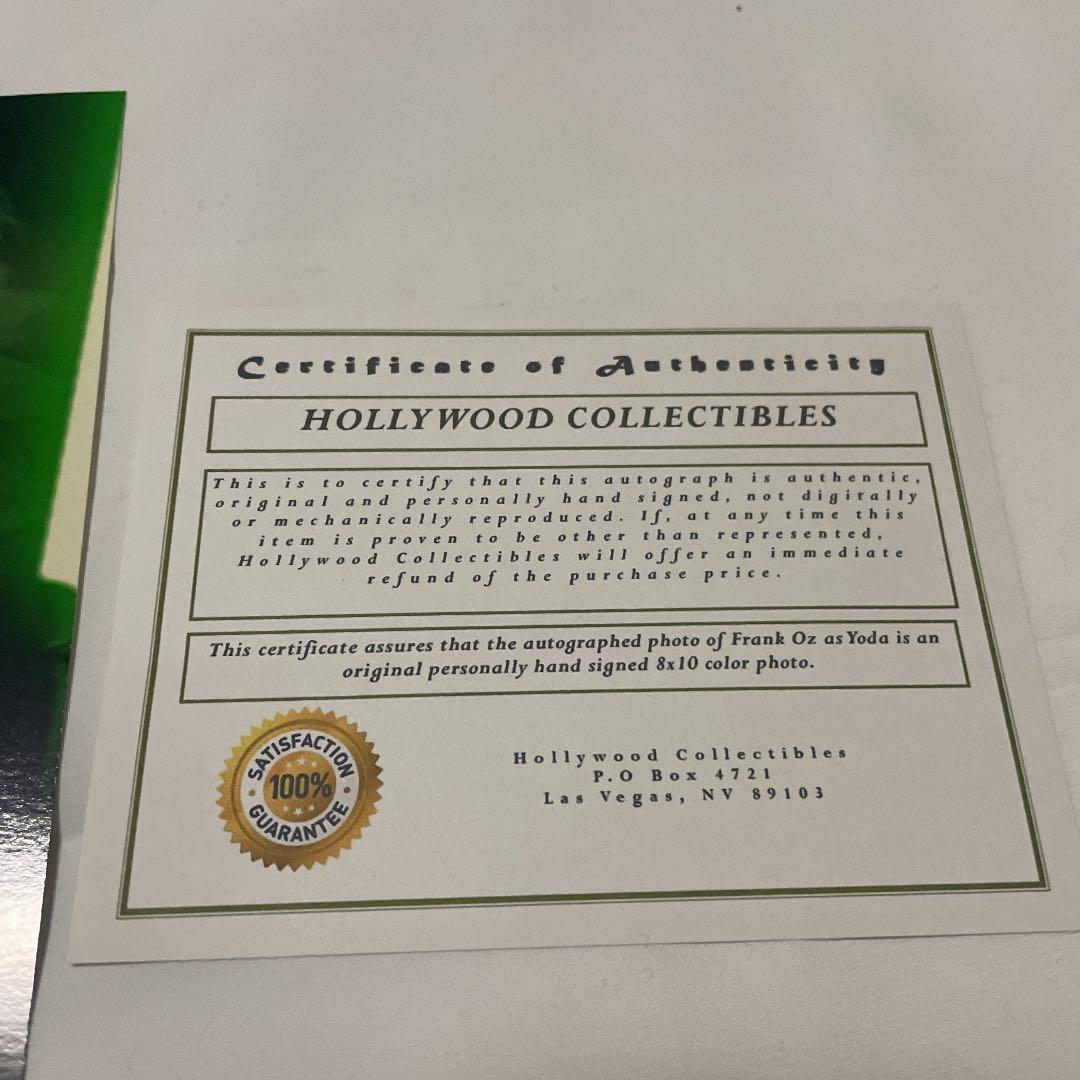 Certificate of Authenticity
HOLLYWOOD COLLECTIBLES
This is to certify that this autograph is authentic,
original and personally hand signed, not digitally
or mechanically reproduced. If, at any time this
item is proven to be other than represented,
Hollywood Collectibles will offer an immediate
refund of the purchase price.
This certificate assures that the autographed photo of Frank Oz as Yoda is an
original personally hand signed 8x10 color photo.
SATISFACTION
100%
GUARANTEE
Hollywood Collectibles
P.O Box 4721
Las Vegas, NV 89103